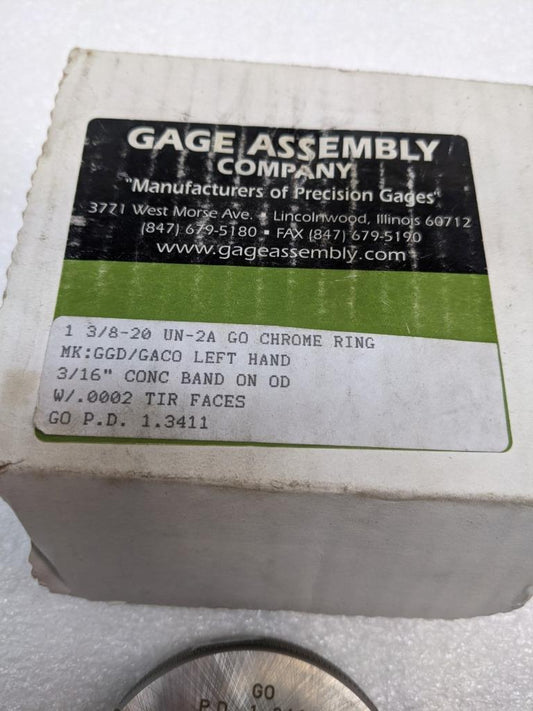 GAGE ASSEMBLY
COMPANY
"Manufacturers of Precision Gages"
3771 West Morse Ave. ▪ Lincolnwood, Illinois 60712
(847) 679-5180 ▪ FAX (847) 679-5190
www.gageassembly.com
1 3/8-20 UN-2A GO CHROME RING
MK:GGD/GACO LEFT HAND
3/16" CONC BAND ON OD
W/.0002 TIR FACES
GO P.D. 1.3411
GO
P.D.